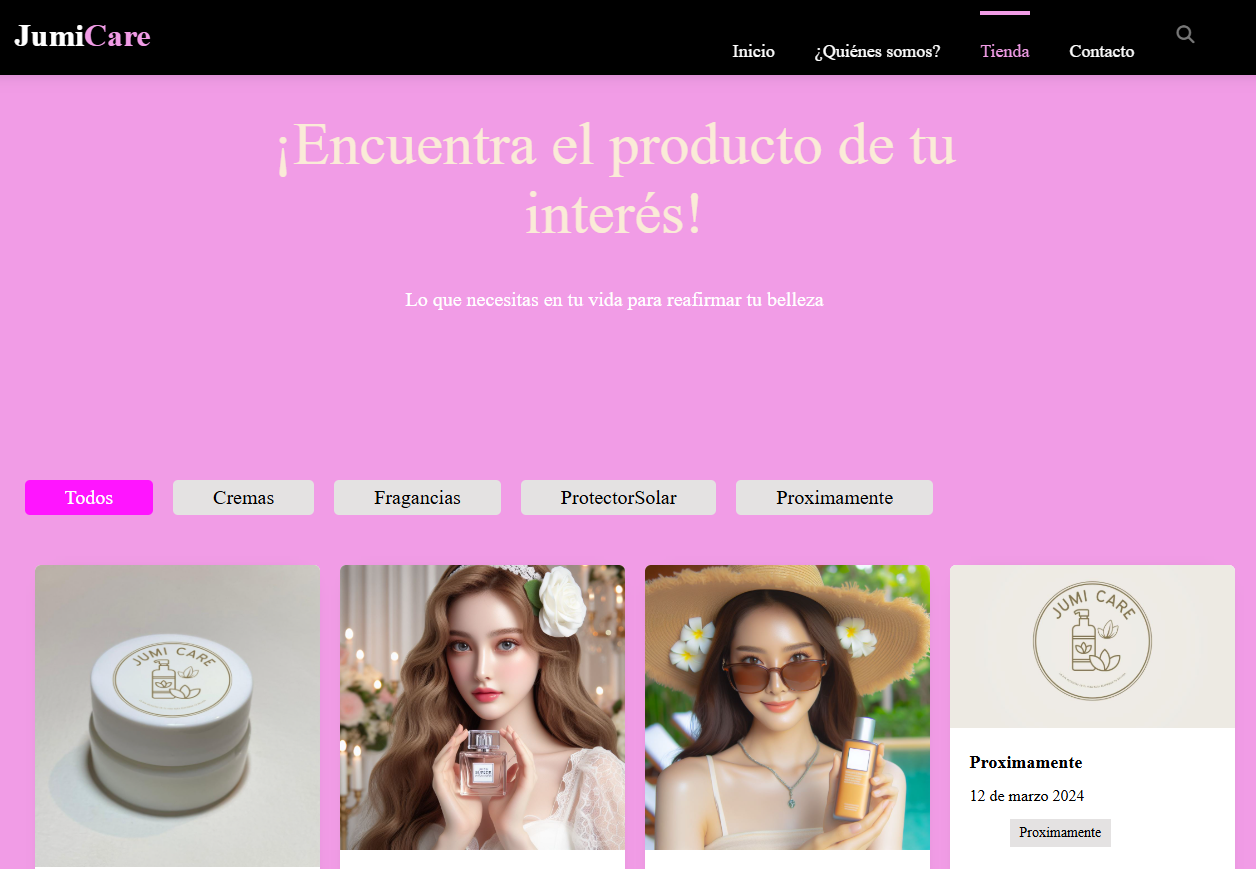 JumiCare
Inicio ¿Quiénes somos? Tienda Contacto
¡Encuentra el producto de tu
interés!
Lo que necesitas en tu vida para reafirmar tu belleza
Todos Cremas Fragancias ProtectorSolar Proximamente
JUMI CARE
JUMI CARE
Proximamente
12 de marzo 2024
Proximamente